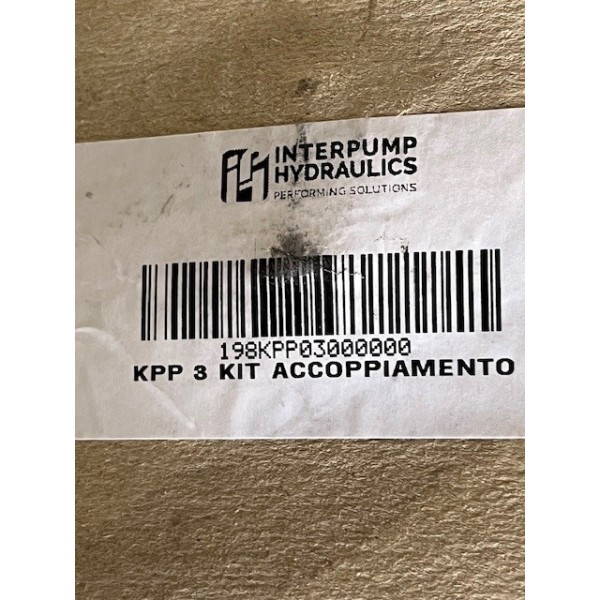 INTERPUMP
HYDRAULICS
PERFORMING SOLUTIONS
198KPP03000000
KPP 3 KIT ACCOPPIAMENTO